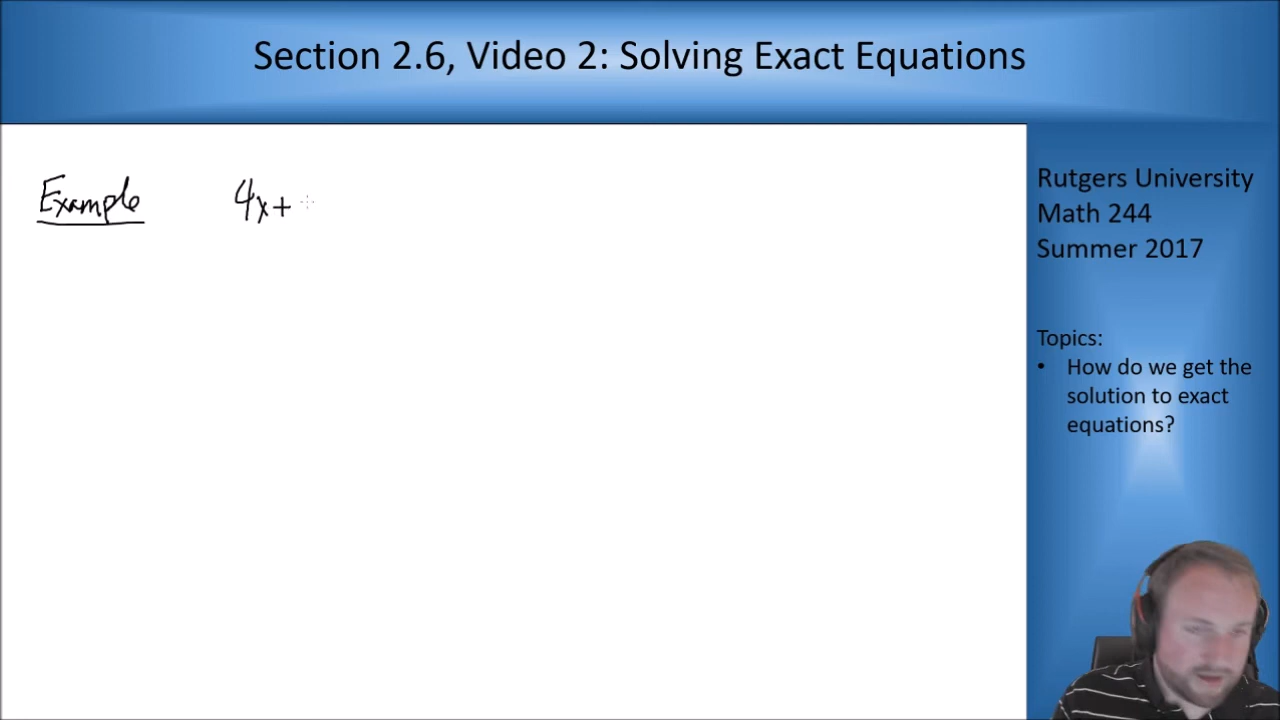 Section 2.6, Video 2: Solving Exact Equations
Example 4x+
Rutgers University
Math 244
Summer 2017
Topics:
• How do we get the
solution to exact
equations?